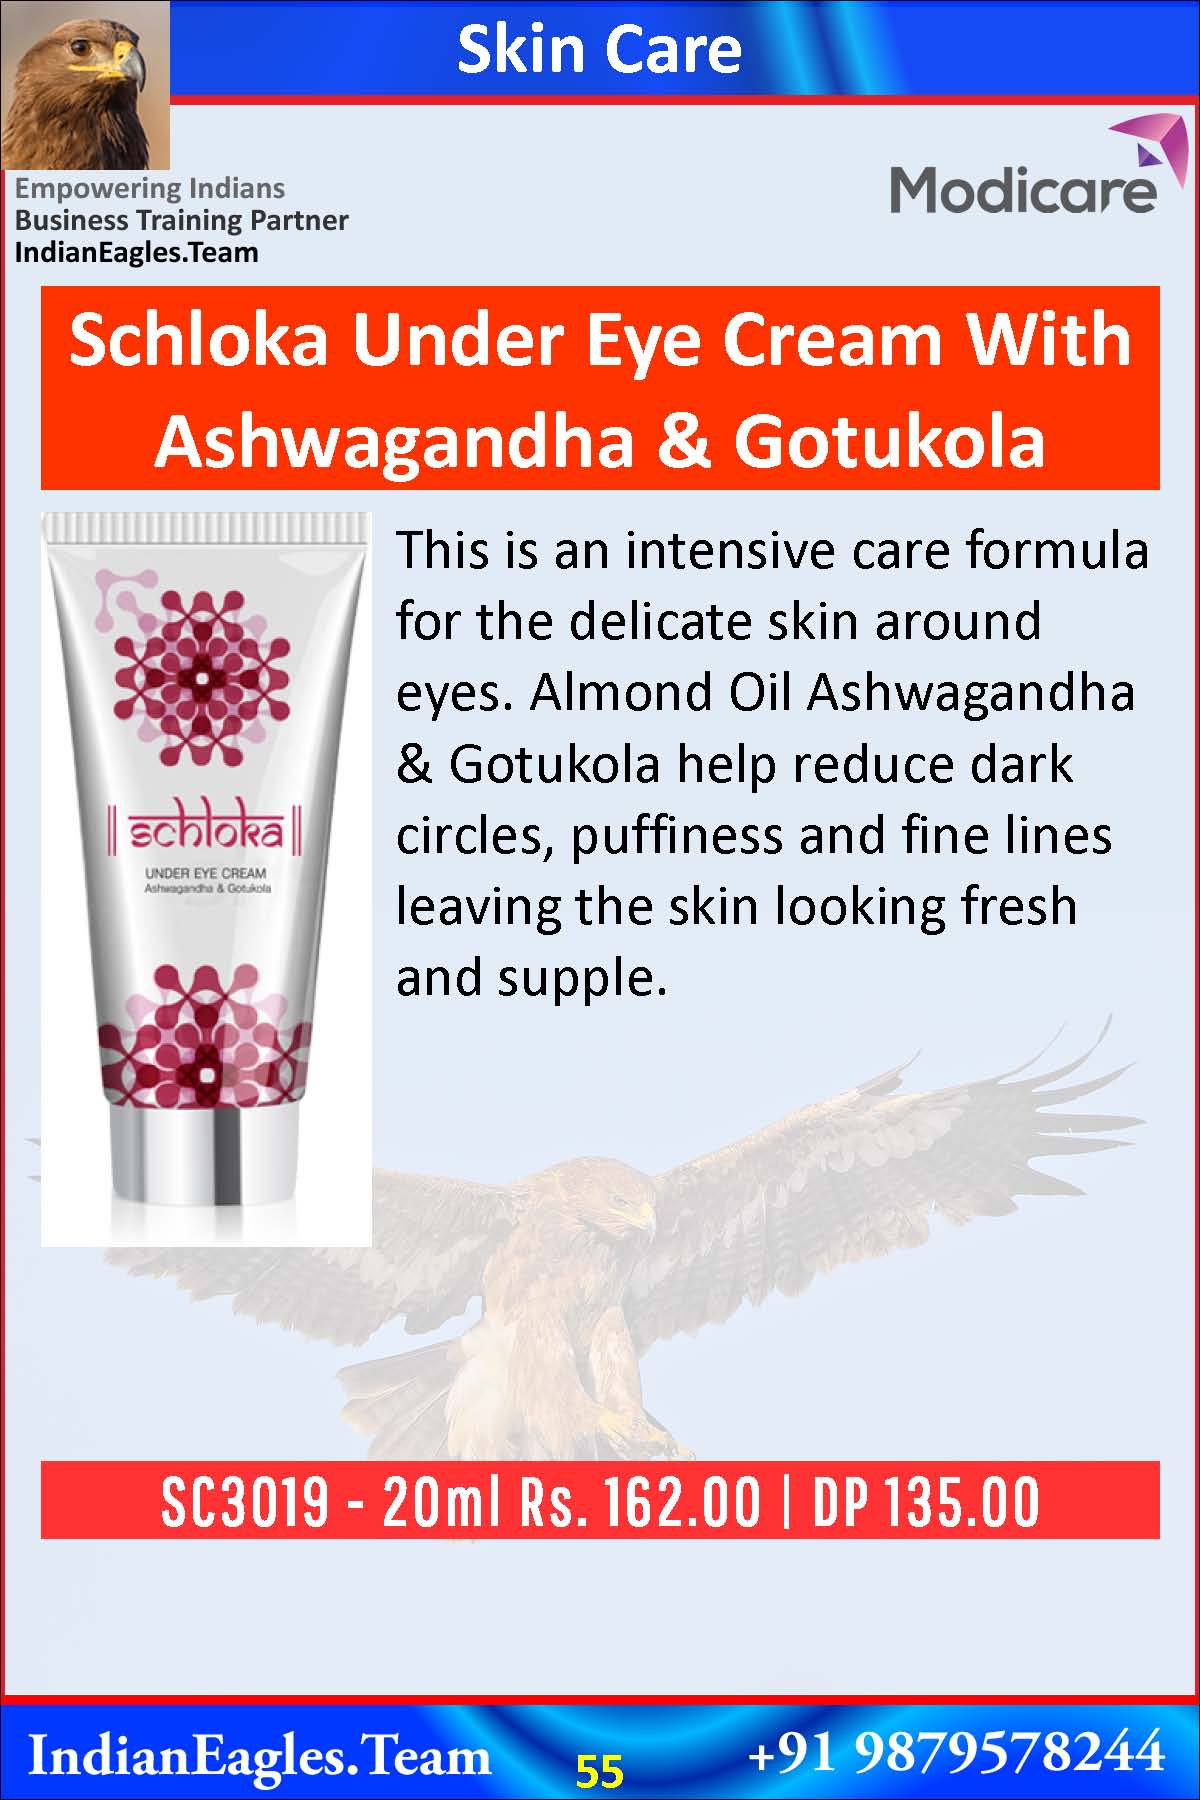 Skin Care
Empowering Indians
Business Training Partner
IndianEagles.Team
Modicare
Schloka Under Eye Cream With
Ashwagandha & Gotukola
This is an intensive care formula
for the delicate skin around
eyes. Almond Oil Ashwagandha
& Gotukola help reduce dark
circles, puffiness and fine lines
leaving the skin looking fresh
and supple.
schloka
UNDER EYE CREAM
Ashwagandha & Gotukola
SC3019 - 20ml Rs. 162.00 | DP 135.00
IndianEagles.Team
55
+91 9879578244